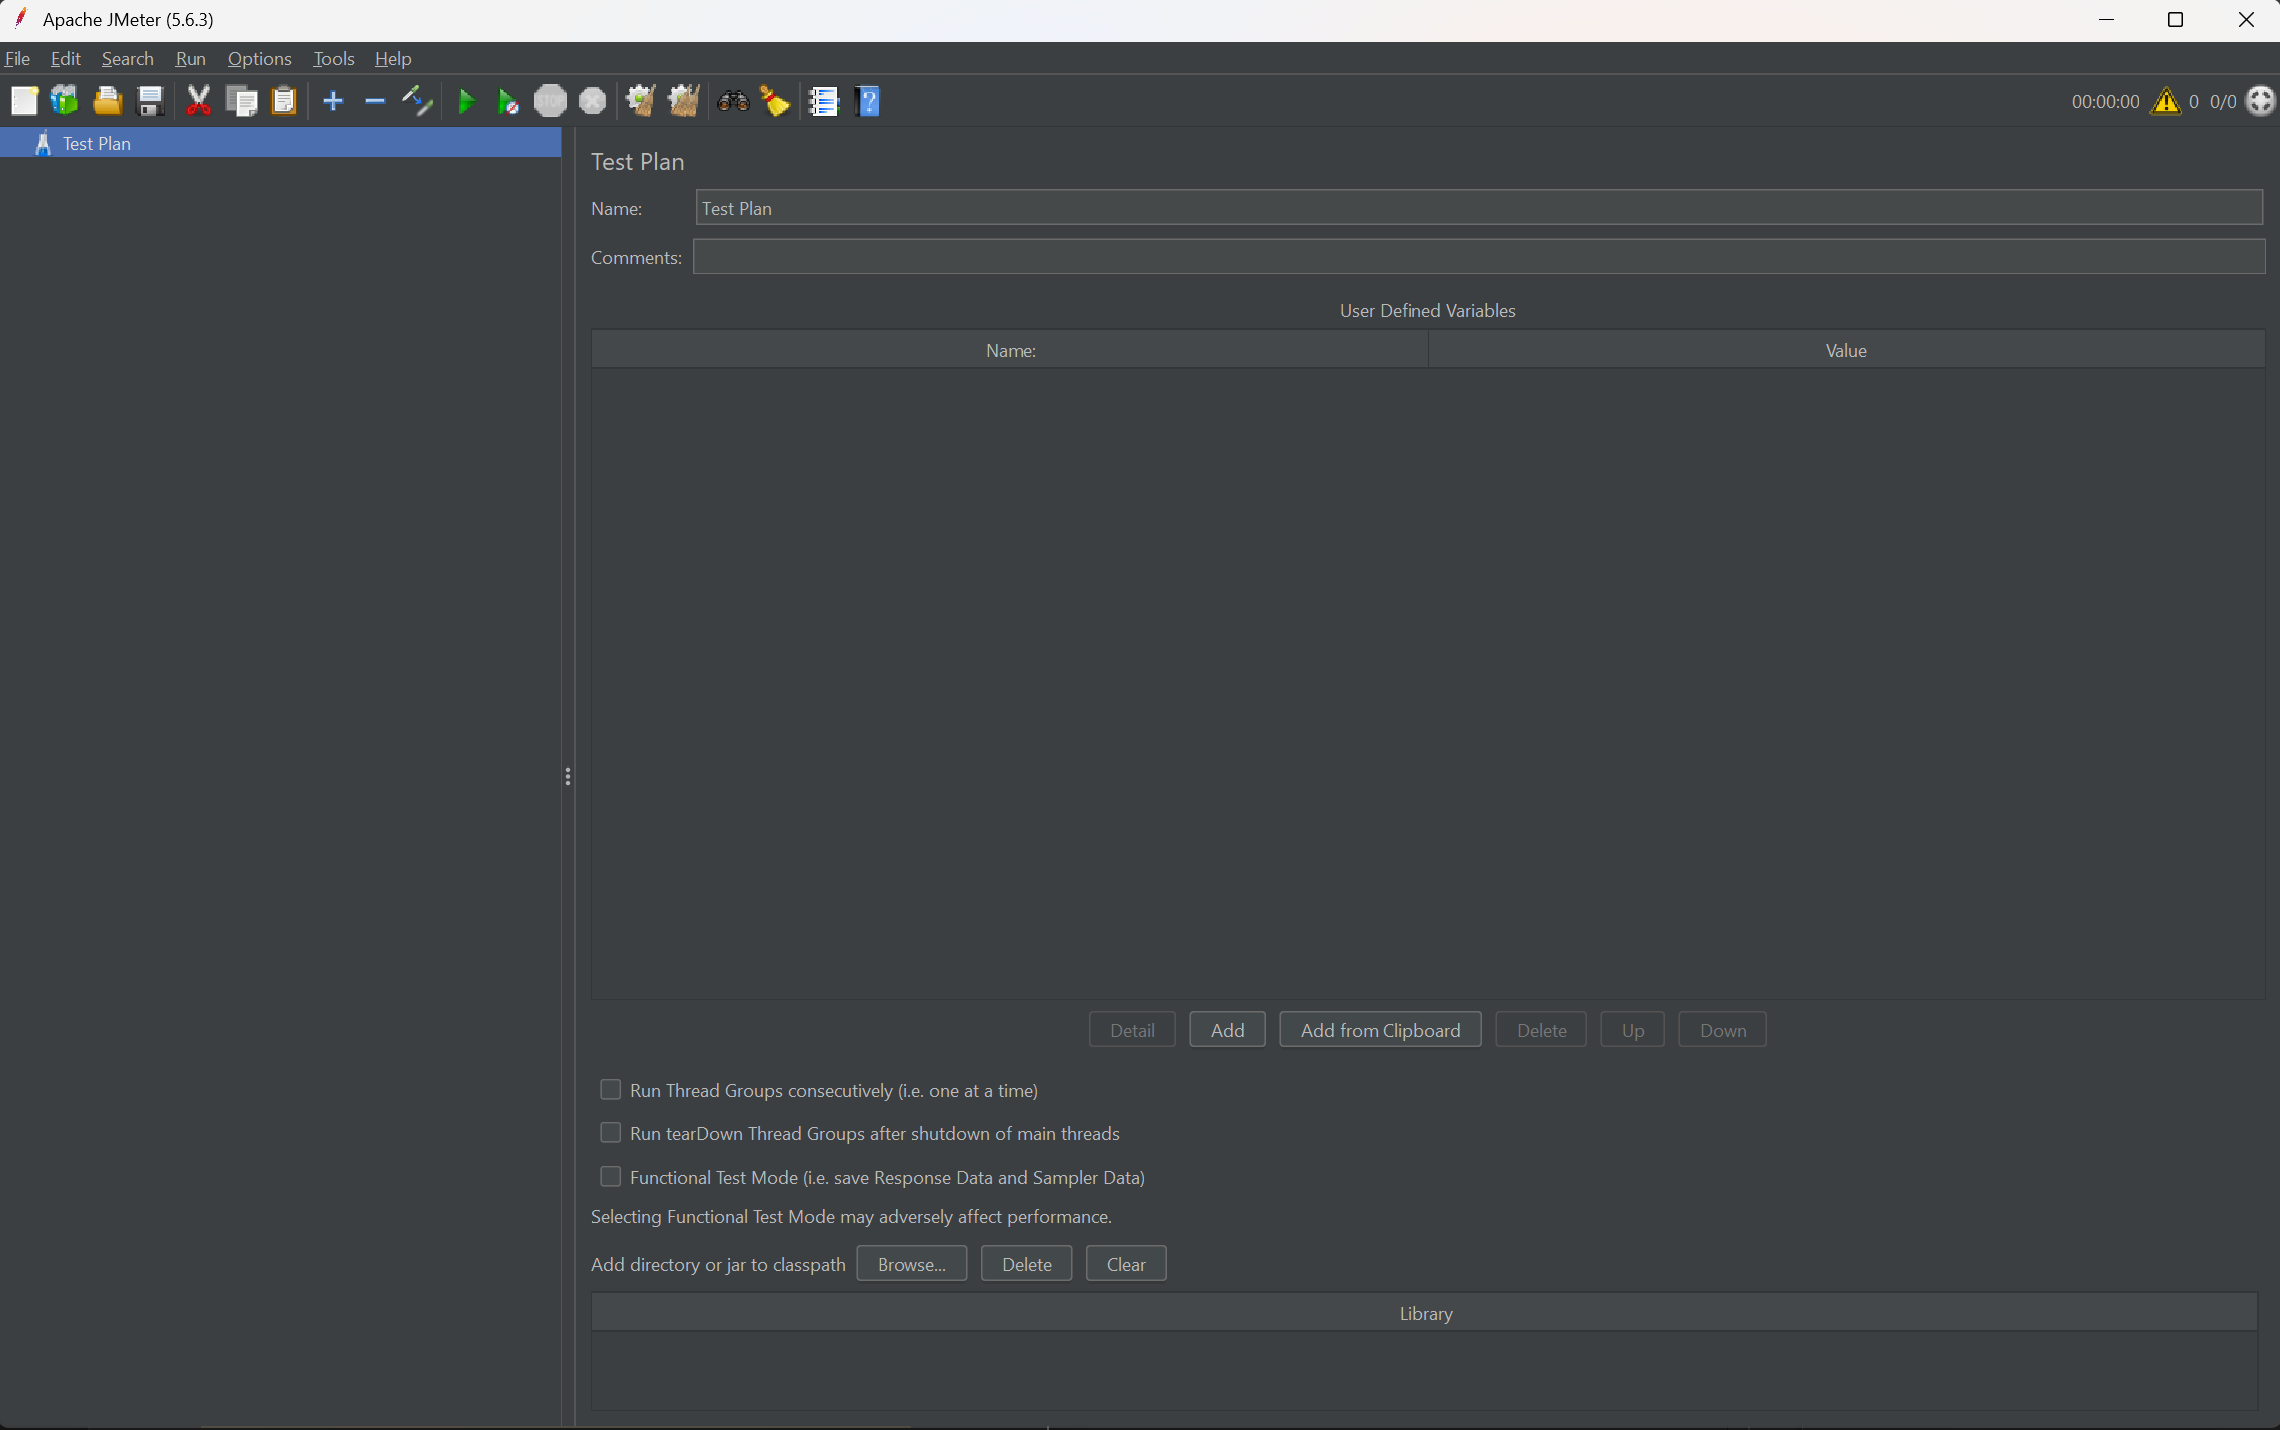 Apache JMeter (5.6.3)
File Edit Search Run Options Tools Help
STOP ? 00:00:00 0 0/0
Test Plan
Test Plan
Name: Test Plan
Comments:
User Defined Variables
Name: Value
Detail Add Add from Clipboard Delete Up Down
Run Thread Groups consecutively (i.e. one at a time)
Run tearDown Thread Groups after shutdown of main threads
Functional Test Mode (i.e. save Response Data and Sampler Data)
Selecting Functional Test Mode may adversely affect performance.
Add directory or jar to classpath Browse... Delete Clear
Library